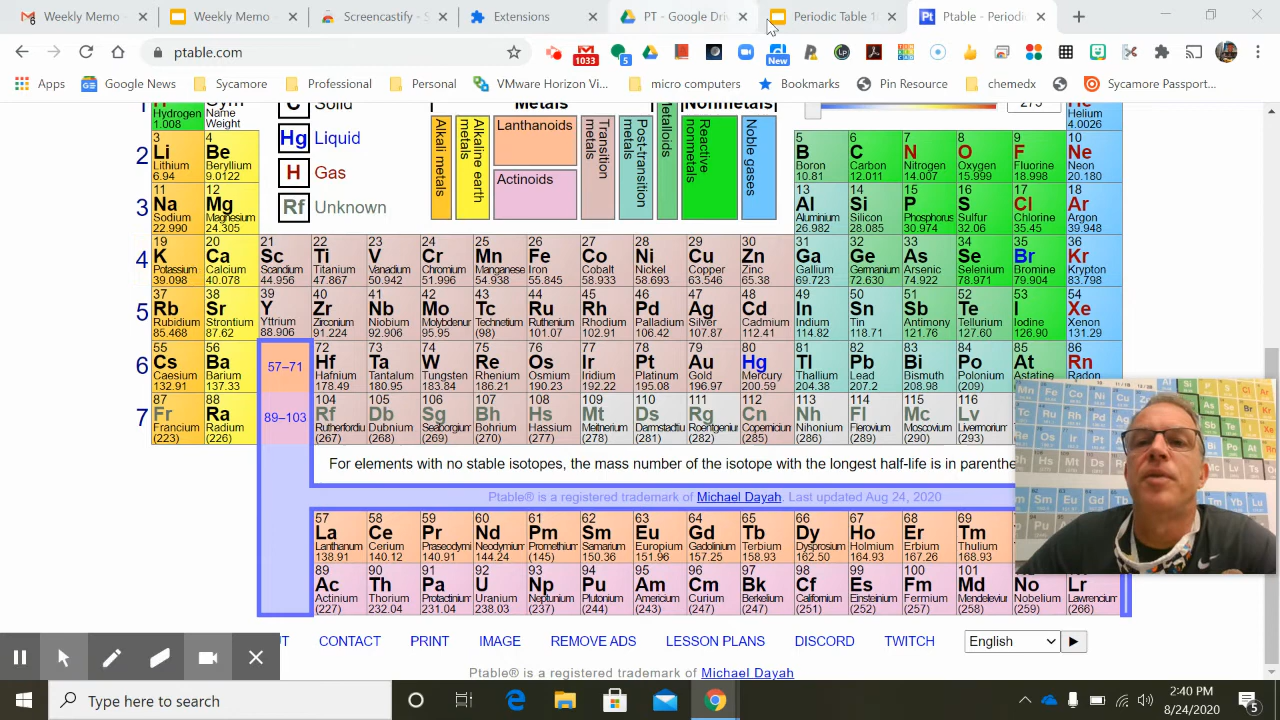 Weekly Memo
Weekly Memo
Screencastify - S
Extensions
PT - Google Driv
Periodic Table 1
Ptable - Periodi
ptable.com
1033
5
New
Apps
Google News
Sycamore
Professional
VMware Horizon Vi...
micro computers
Bookmarks
Pin Resource
chemedx
Sycamore Passport...
Hydrogen
1.008
Name
Weight
C Solid
Hg Liquid
H Gas
Rf Unknown
Metals
Nonmetals
Alkali metals
Alkaline earth metals
Lanthanoids
Actinoids
Transition metals
Post-transition metals
Metalloids
Reactive nonmetals
Noble gases
273
Helium
4.0026
2
3 Li Lithium 6.94
4 Be Beryllium 9.0122
5 B Boron 10.81
6 C Carbon 12.011
7 N Nitrogen 14.007
8 O Oxygen 15.999
9 F Fluorine 18.998
10 Ne Neon 20.180
3
11 Na Sodium 22.990
12 Mg Magnesium 24.305
13 Al Aluminium 26.982
14 Si Silicon 28.085
15 P Phosphorus 30.974
16 S Sulfur 32.06
17 Cl Chlorine 35.45
18 Ar Argon 39.948
4
19 K Potassium 39.098
20 Ca Calcium 40.078
21 Sc Scandium 44.956
22 Ti Titanium 47.867
23 V Vanadium 50.942
24 Cr Chromium 51.996
25 Mn Manganese 54.938
26 Fe Iron 55.845
27 Co Cobalt 58.933
28 Ni Nickel 58.693
29 Cu Copper 63.546
30 Zn Zinc 65.38
31 Ga Gallium 69.723
32 Ge Germanium 72.630
33 As Arsenic 74.922
34 Se Selenium 78.971
35 Br Bromine 79.904
36 Kr Krypton 83.798
5
37 Rb Rubidium 85.468
38 Sr Strontium 87.62
39 Y Yttrium 88.906
40 Zr Zirconium 91.224
41 Nb Niobium 92.906
42 Mo Molybdenur 95.95
43 Tc Technetium (98)
44 Ru Ruthenium 101.07
45 Rh Rhodium 102.91
46 Pd Palladium 106.42
47 Ag Silver 107.87
48 Cd Cadmium 112.41
49 In Indium 114.82
50 Sn Tin 118.71
51 Sb Antimony 121.76
52 Te Tellurium 127.60
53 I Iodine 126.90
54 Xe Xenon 131.29
6
55 Cs Caesium 132.91
56 Ba Barium 137.33
57–71
72 Hf Hafnium 178.49
73 Ta Tantalum 180.95
74 W Tungsten 183.84
75 Re Rhenium 186.21
76 Os Osmium 190.23
77 Ir Iridium 192.22
78 Pt Platinum 195.08
79 Au Gold 196.97
80 Hg Mercury 200.59
81 Tl Thallium 204.38
82 Pb Lead 207.2
83 Bi Bismuth 208.98
84 Po Polonium (209)
85 At Astatine
86 Rn Radon
7
87 Fr Francium (223)
88 Ra Radium (226)
89–103
104 Rf Rutherfordiu (267)
105 Db Dubnium (268)
106 Sg Seaborgium (269)
107 Bh Bohrium (270)
108 Hs Hassium (277)
109 Mt Meitnerium (278)
110 Ds Darmstadtiu (281)
111 Rg Roentgeniur (282)
112 Cn Copernicium (285)
113 Nh Nihonium (286)
114 Fl Flerovium (289)
115 Mc Moscovium (290)
116 Lv Livermorium (293)
For elements with no stable isotopes, the mass number of the isotope with the longest half-life is in parenthe
Ptable® is a registered trademark of Michael Dayah. Last updated Aug 24, 2020
57 La Lanthanum 138.91
58 Ce Cerium 140.12
59 Pr Praseodymi 140.91
60 Nd Neodymium 144.24
61 Pm Promethium (145)
62 Sm Samarium 150.36
63 Eu Europium 151.96
64 Gd Gadolinium 157.25
65 Tb Terbium 158.93
66 Dy Dysprosium 162.50
67 Ho Holmium 164.93
68 Er Erbium 167.26
69 Tm Thulium 168.93
89 Ac Actinium (227)
90 Th Thorium 232.04
91 Pa Protactinium 231.04
92 U Uranium 238.03
93 Np Neptunium (237)
94 Pu Plutonium (244)
95 Am Americium (243)
96 Cm Curium (247)
97 Bk Berkelium (247)
98 Cf Californium (251)
99 Es Einsteinium (252)
100 Fm Fermium (257)
101 Md Mendeleviu (258)
No Nobelium (259)
Lr Lawrencium (266)
T
CONTACT
PRINT
IMAGE
REMOVE ADS
LESSON PLANS
DISCORD
TWITCH
English
Ptable® is a registered trademark of Michael Dayah
Type here to search
2:40 PM
8/24/2020
5